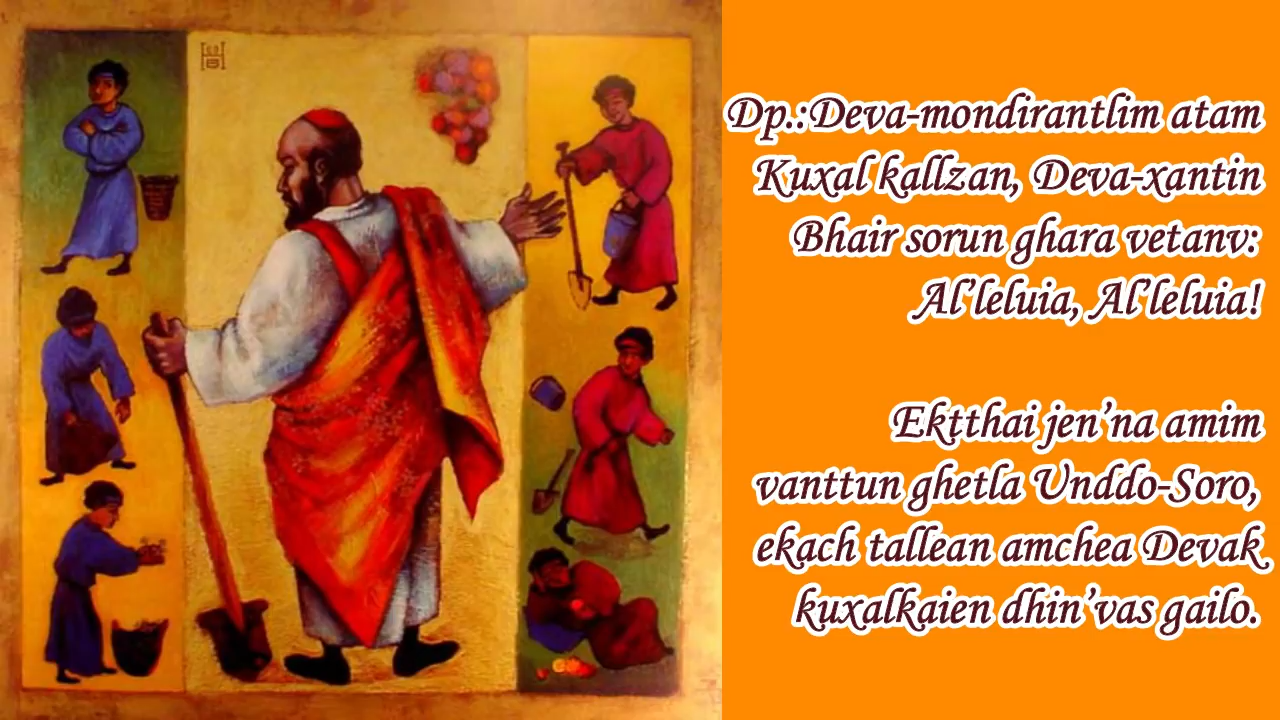 Dp.:Deva-mondirantlim atam
Kuxal kallzan, Deva-xantin
Bhair sorun ghara vetanv:
Al'leluia, Al'leluia!
Ektthai jen’na amim
vanttun ghetla Unddo-Soro,
ekach tallean amchea Devak
kuxalkaien dhin’vas gailo.